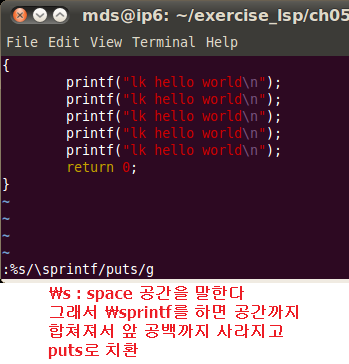 mds@ip6: ~/exercise_lsp/ch05
File Edit View Terminal Help
{
printf("lk hello world\n");
printf("lk hello world\n");
printf("lk hello world\n");
printf("lk hello world\n");
printf("lk hello world\n");
return 0;
}
~
~
~
~
:%s/\sprintf/puts/g
₩s : space 공간을 말한다
그래서 ₩sprintf를 하면 공간까지
합쳐져서 앞 공백까지 사라지고
puts로 치환